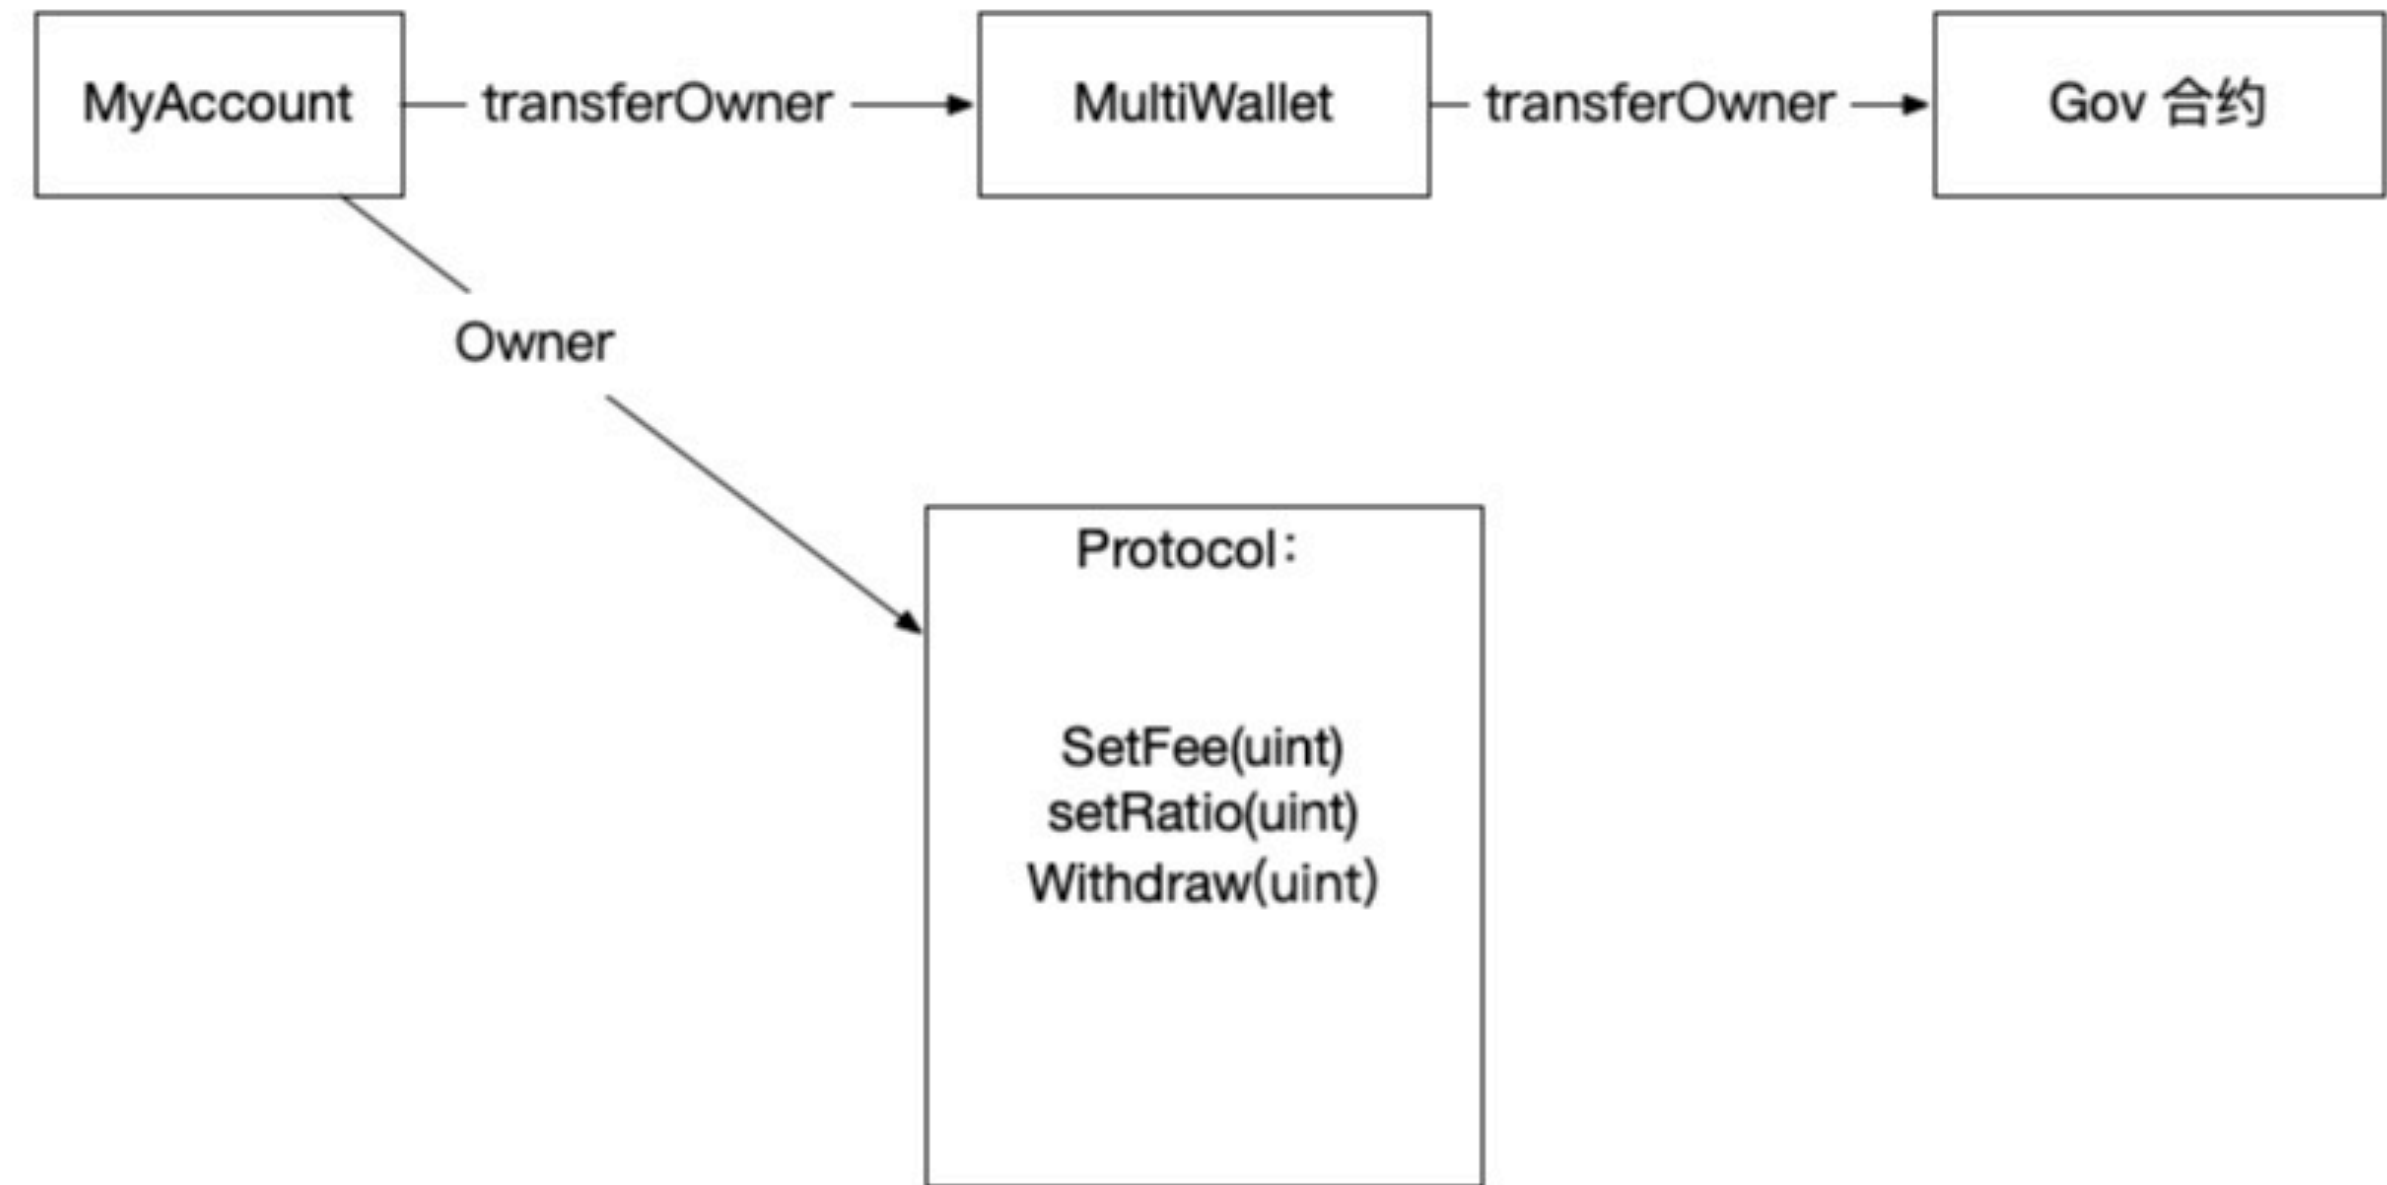 MyAccount
transferOwner
MultiWallet
transferOwner
Gov 合约
Owner
Protocol：
SetFee(uint)
setRatio(uint)
Withdraw(uint)